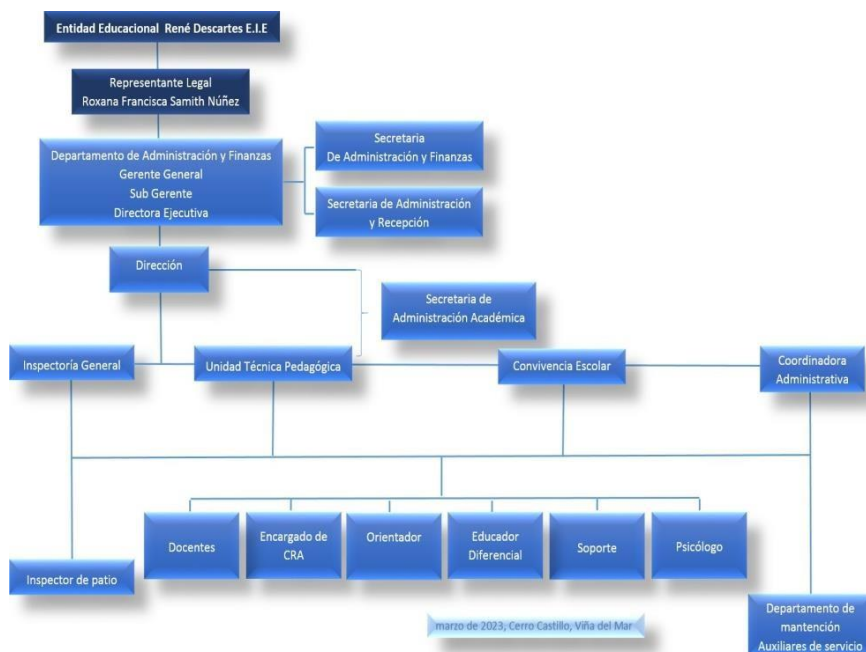 Entidad Educacional René Descartes E.I.E
Representante Legal
Roxana Francisca Samith Núñez
Departamento de Administración y Finanzas
Gerente General
Sub Gerente
Directora Ejecutiva
Secretaria
De Administración y Finanzas
Secretaria de Administración
y Recepción
Dirección
Secretaria de
Administración Académica
Inspectoría General
Unidad Técnica Pedagógica
Convivencia Escolar
Coordinadora
Administrativa
Docentes
Encargado de
CRA
Orientador
Educador
Diferencial
Soporte
Psicólogo
Inspector de patio
Departamento de
mantención
Auxiliares de servicio
marzo de 2023, Cerro Castillo, Viña del Mar